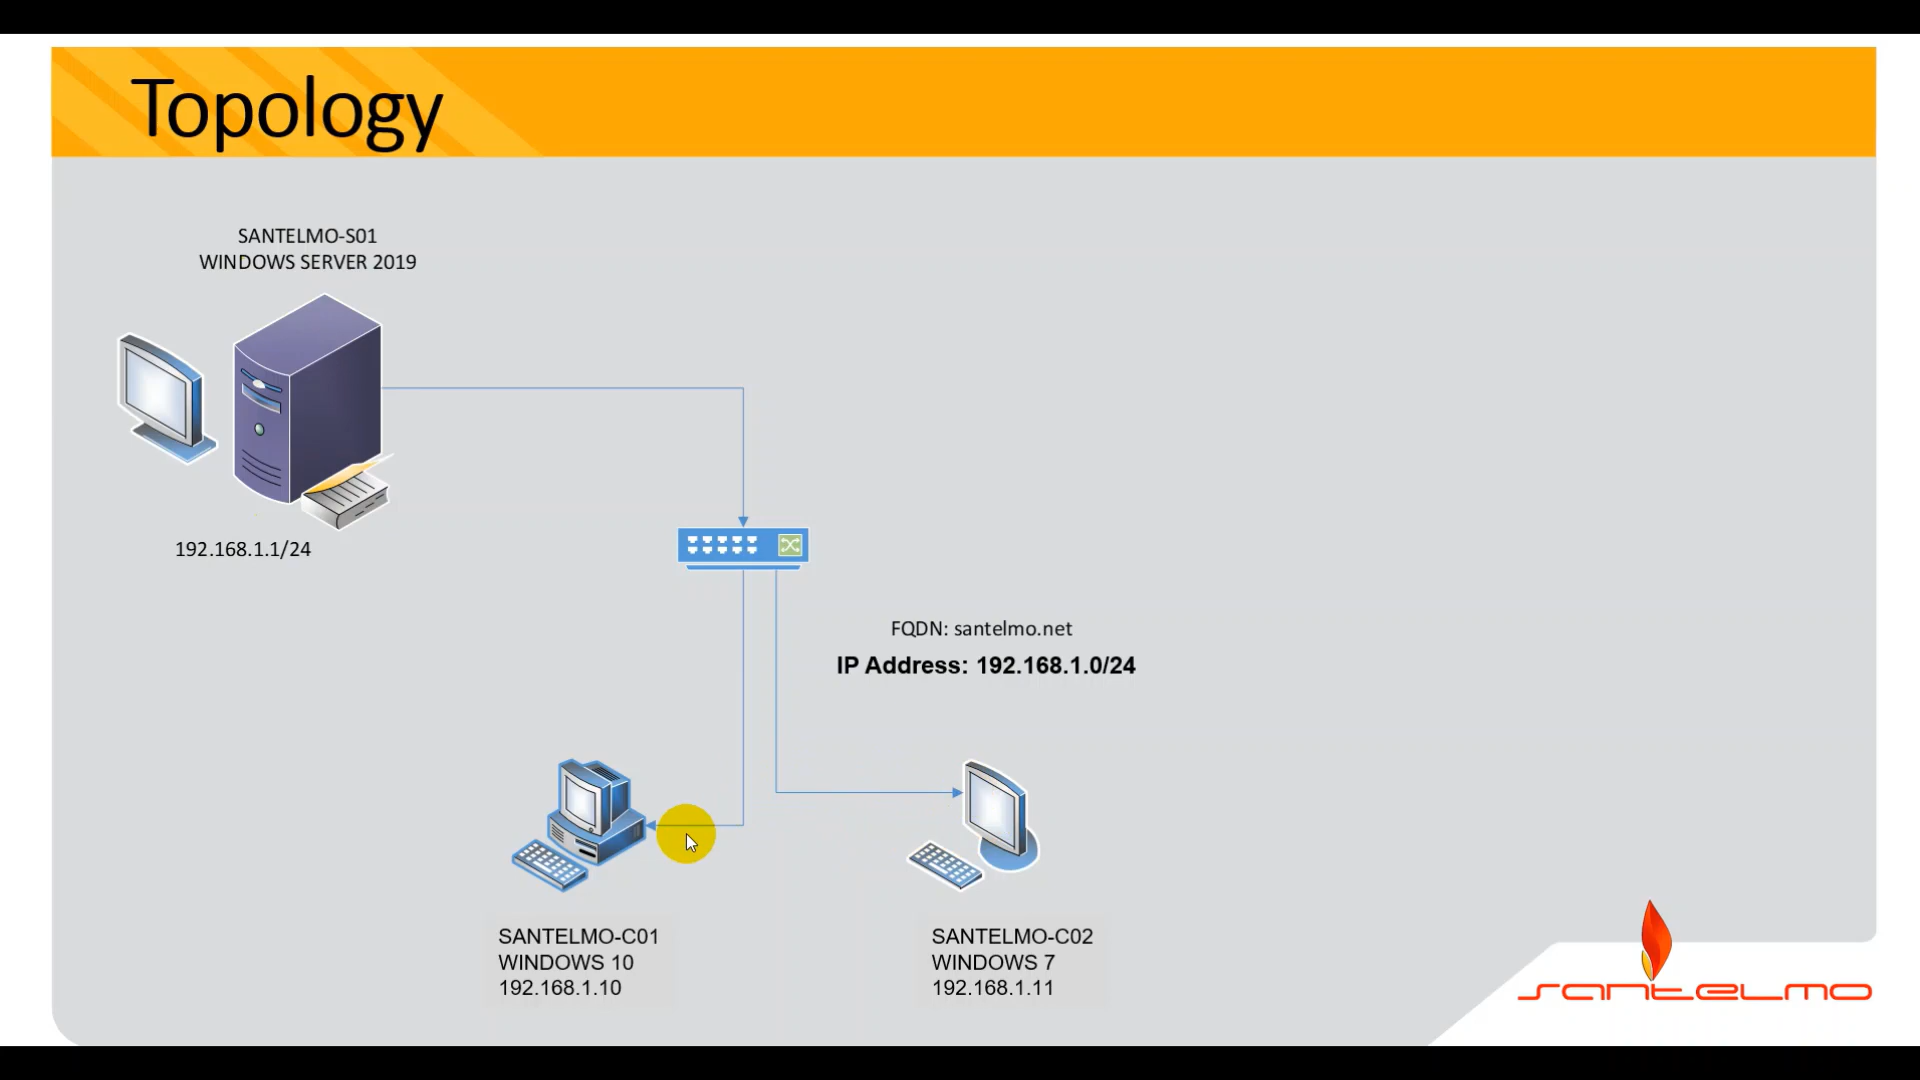 Topology
SANTELMO-S01
WINDOWS SERVER 2019
192.168.1.1/24
FQDN: santelmo.net
IP Address: 192.168.1.0/24
SANTELMO-C01
WINDOWS 10
192.168.1.10
SANTELMO-C02
WINDOWS 7
192.168.1.11
santelmo